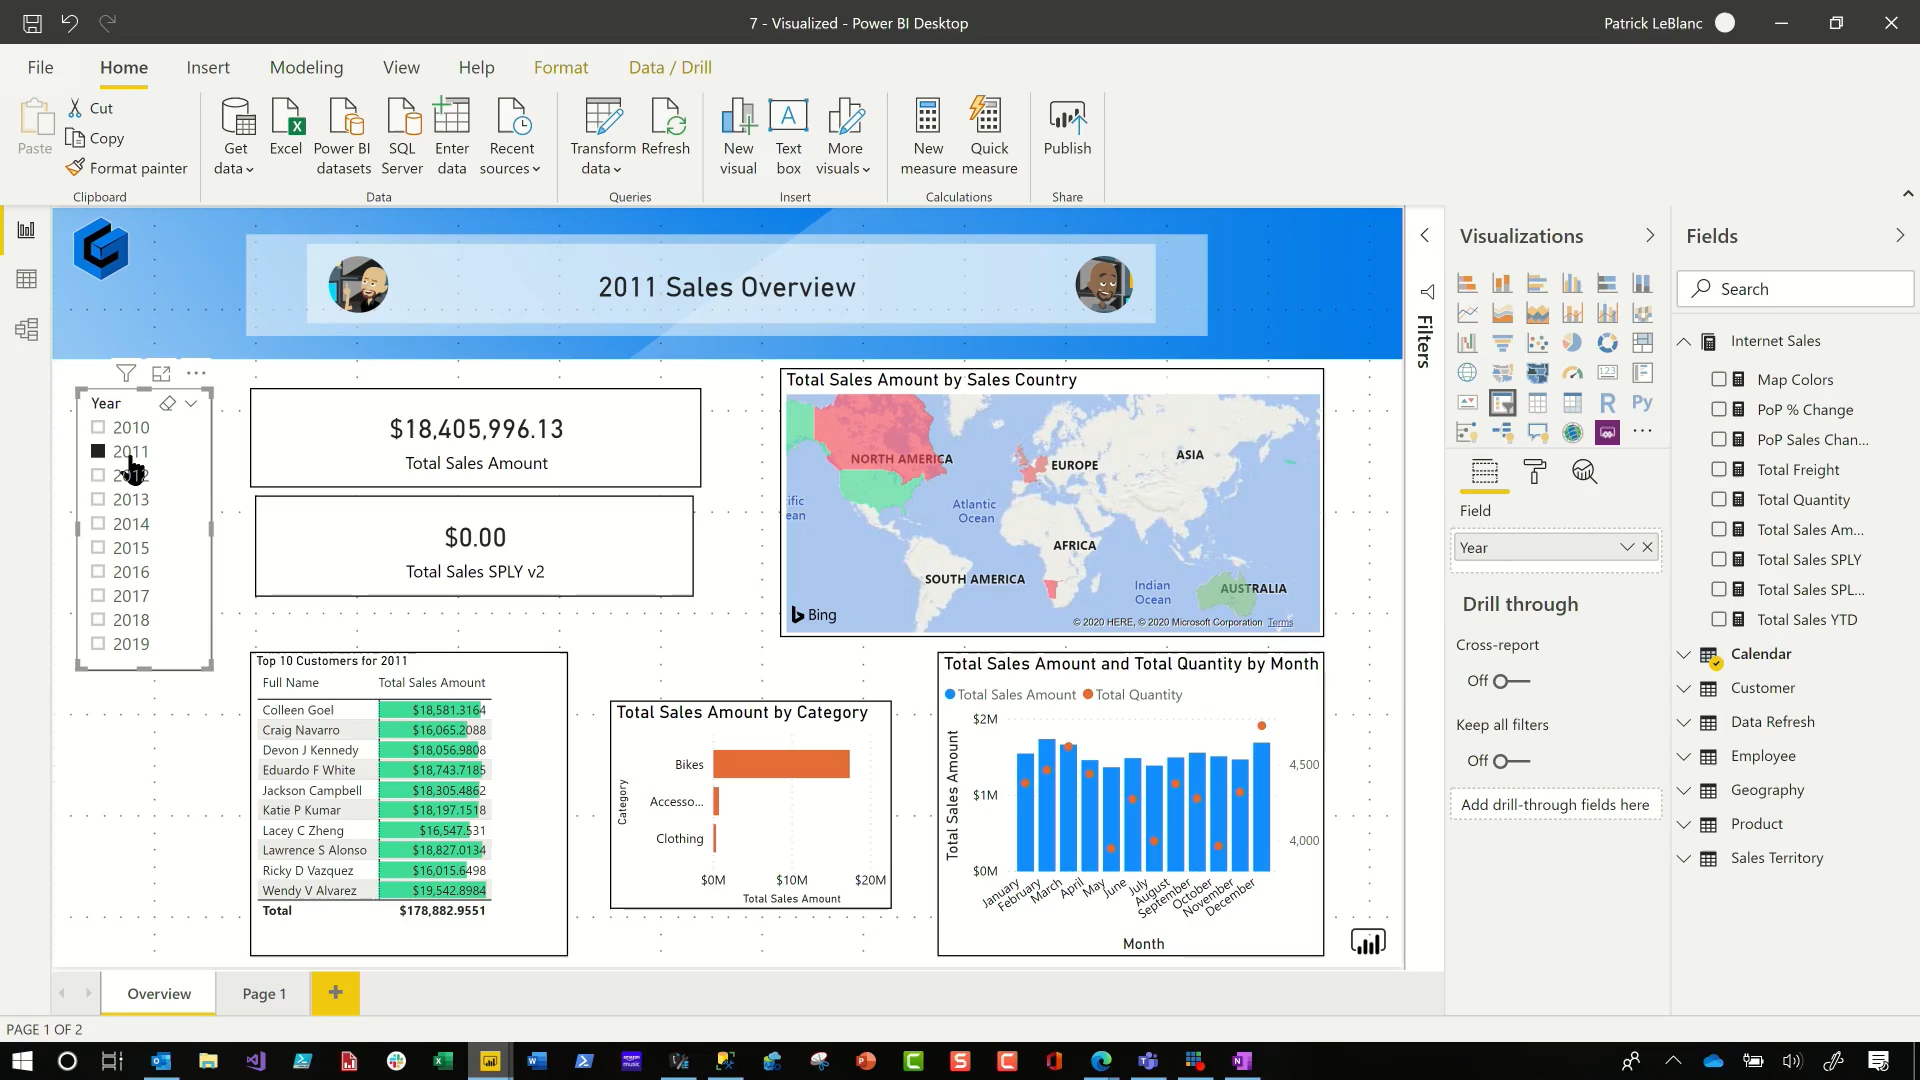 7 - Visualized - Power BI Desktop
Patrick LeBlanc
File Home Insert Modeling View Help Format Data / Drill
Paste
Cut
Copy
Format painter
Clipboard
Get data
Excel
Power BI datasets
SQL Server
Enter data
Recent sources
Data
Transform data
Refresh
Queries
New visual
Text box
More visuals
Insert
New measure
Quick measure
Calculations
Publish
Share
2011 Sales Overview
Year
2010
2011
2012
2013
2014
2015
2016
2017
2018
2019
$18,405,996.13
Total Sales Amount
$0.00
Total Sales SPLY v2
Total Sales Amount by Sales Country
NORTH AMERICA
EUROPE
ASIA
ific
ean
Atlantic
Ocean
AFRICA
SOUTH AMERICA
Indian
Ocean
AUSTRALIA
Bing
© 2020 HERE, © 2020 Microsoft Corporation Terms
Top 10 Customers for 2011
Full Name Total Sales Amount
Colleen Goel $18,581.3164
Craig Navarro $16,065.2088
Devon J Kennedy $18,056.9808
Eduardo F White $18,743.7185
Jackson Campbell $18,305.4862
Katie P Kumar $18,197.1518
Lacey C Zheng $16,547.531
Lawrence S Alonso $18,827.0134
Ricky D Vazquez $16,015.6498
Wendy V Alvarez $19,542.8984
Total $178,882.9551
Total Sales Amount by Category
Category
Bikes
Accesso...
Clothing
$0M $10M $20M
Total Sales Amount
Total Sales Amount and Total Quantity by Month
Total Sales Amount Total Quantity
Total Sales Amount
$2M
$1M
$0M
4,500
4,000
January
February
March
April
May
June
July
August
September
October
November
December
Month
Filters
Visualizations
R
Py
123
Field
Year
Drill through
Cross-report
Off
Keep all filters
Off
Add drill-through fields here
Fields
Search
Internet Sales
Map Colors
PoP % Change
PoP Sales Chan...
Total Freight
Total Quantity
Total Sales Am...
Total Sales SPLY
Total Sales SPL...
Total Sales YTD
Calendar
Customer
Data Refresh
Employee
Geography
Product
Sales Territory
Overview
Page 1
PAGE 1 OF 2